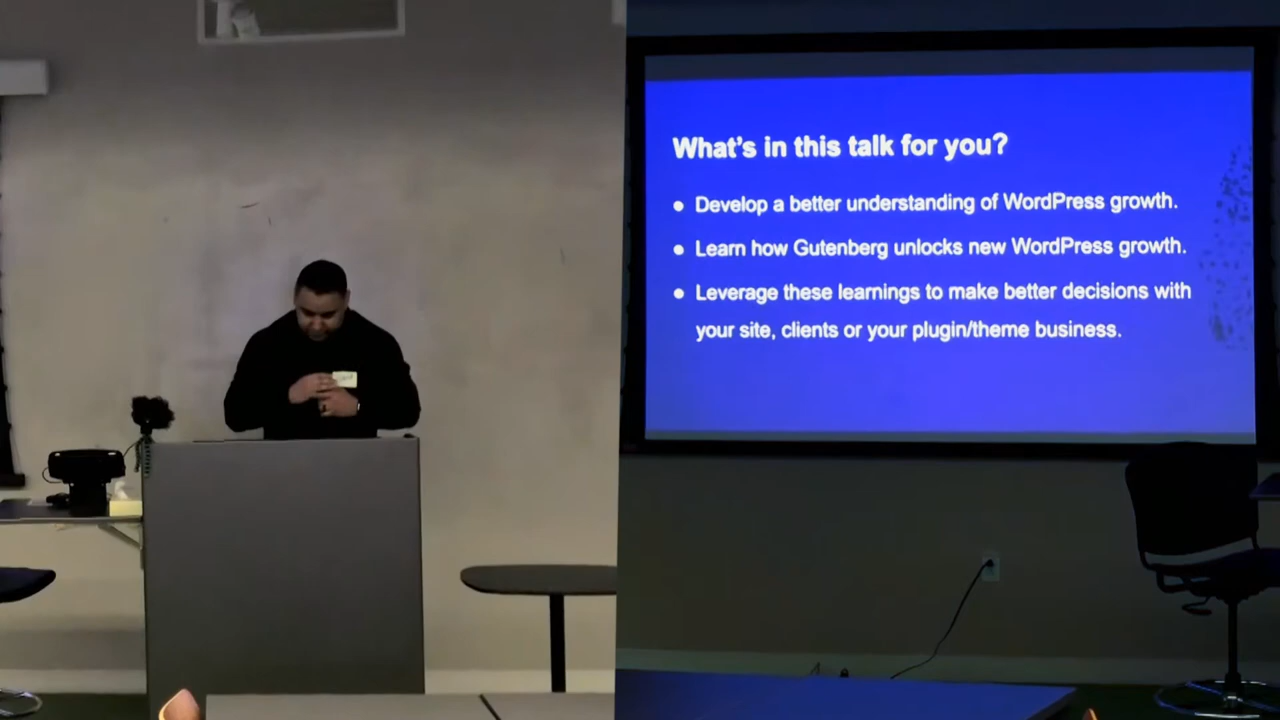 What's in this talk for you?
● Develop a better understanding of WordPress growth.
● Learn how Gutenberg unlocks new WordPress growth.
● Leverage these learnings to make better decisions with
your site, clients or your plugin/theme business.